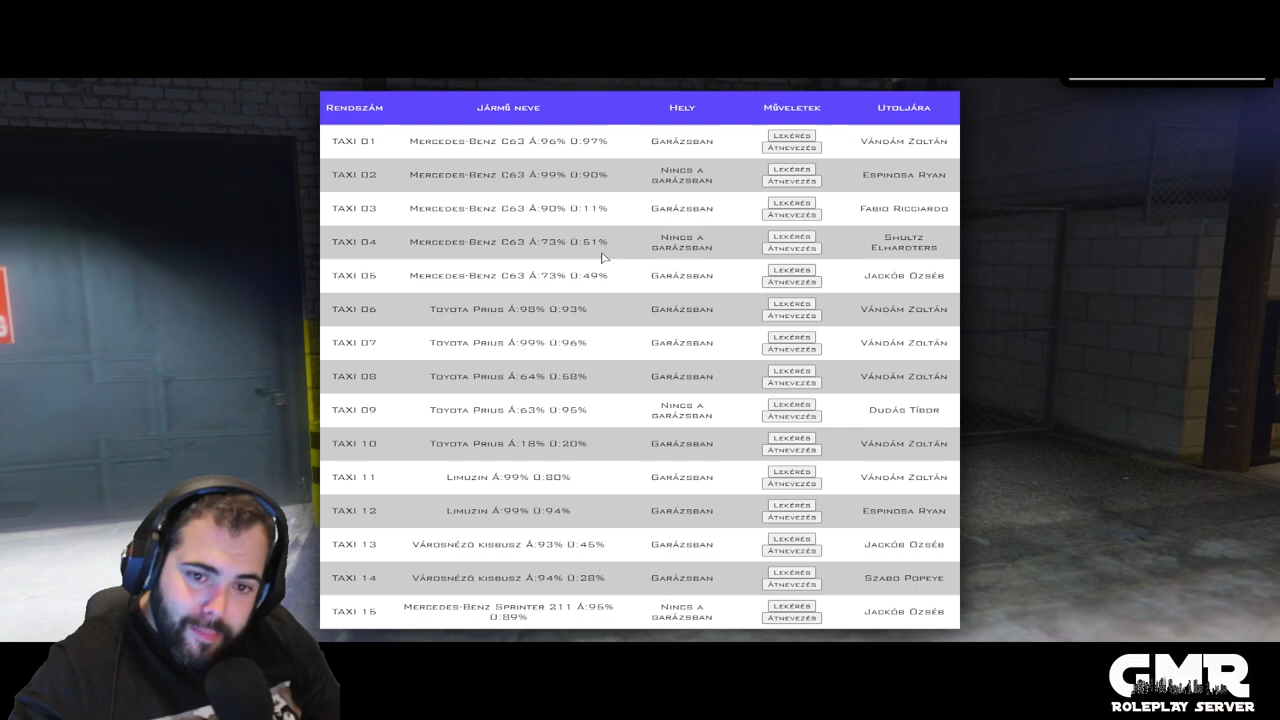 Rendszám Jármű neve Hely Műveletek Utoljára
TAXI 01 Mercedes-Benz C63 Á:96% Ü:97% Garázsban Lekérés Átnevezés Vándám Zoltán
TAXI 02 Mercedes-Benz C63 Á:99% Ü:90% Nincs a garázsban Lekérés Átnevezés Espinosa Ryan
TAXI 03 Mercedes-Benz C63 Á:90% Ü:11% Garázsban Lekérés Átnevezés Fabio Ricciardo
TAXI 04 Mercedes-Benz C63 Á:73% Ü:51% Nincs a garázsban Lekérés Átnevezés Shultz Elhardters
TAXI 05 Mercedes-Benz C63 Á:73% Ü:49% Garázsban Lekérés Átnevezés Jackób Özséb
TAXI 06 Toyota Prius Á:98% Ü:93% Garázsban Lekérés Átnevezés Vándám Zoltán
TAXI 07 Toyota Prius Á:99% Ü:96% Garázsban Lekérés Átnevezés Vándám Zoltán
TAXI 08 Toyota Prius Á:64% Ü:58% Garázsban Lekérés Átnevezés Vándám Zoltán
TAXI 09 Toyota Prius Á:63% Ü:95% Nincs a garázsban Lekérés Átnevezés Dudás Tíbor
TAXI 10 Toyota Prius Á:18% Ü:20% Garázsban Lekérés Átnevezés Vándám Zoltán
TAXI 11 Limuzin Á:99% Ü:80% Garázsban Lekérés Átnevezés Vándám Zoltán
TAXI 12 Limuzin Á:99% Ü:94% Garázsban Lekérés Átnevezés Espinosa Ryan
TAXI 13 Városnéző kisbusz Á:93% Ü:45% Garázsban Lekérés Átnevezés Jackób Özséb
TAXI 14 Városnéző kisbusz Á:94% Ü:28% Garázsban Lekérés Átnevezés Szabo Popeye
TAXI 15 Mercedes-Benz Sprinter 211 Á:95% Ü:89% Nincs a garázsban Lekérés Átnevezés Jackób Özséb
GMR
ROLEPLAY SERVER